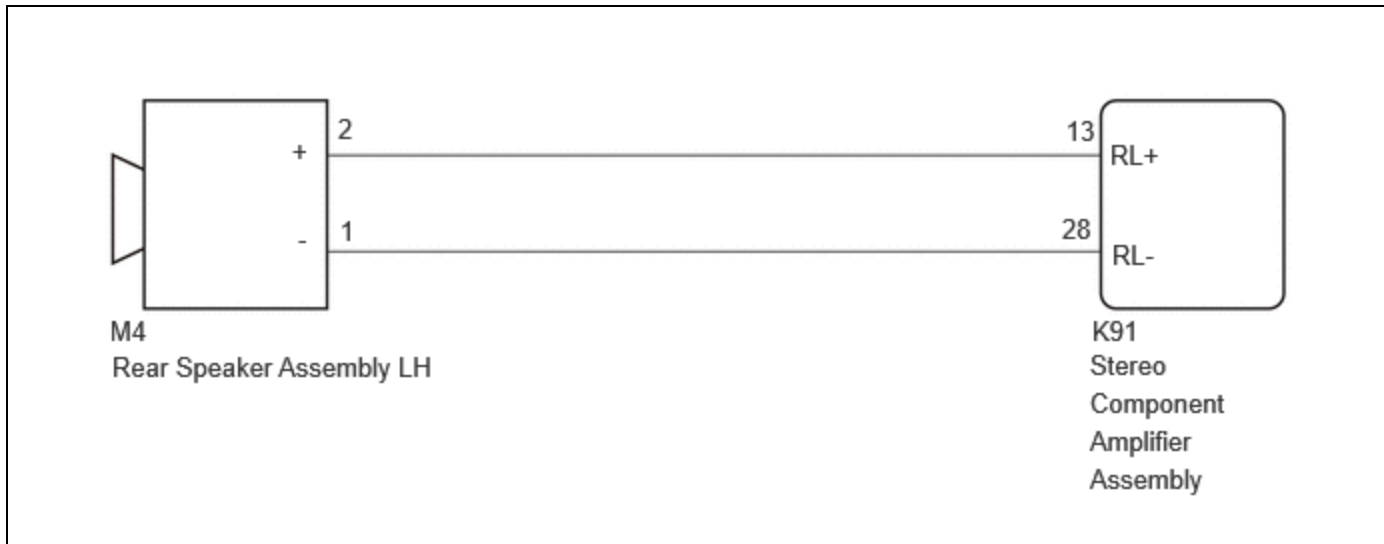 2
+
13
RL+
-
1
28
RL-
M4
Rear Speaker Assembly LH
K91
Stereo
Component
Amplifier
Assembly